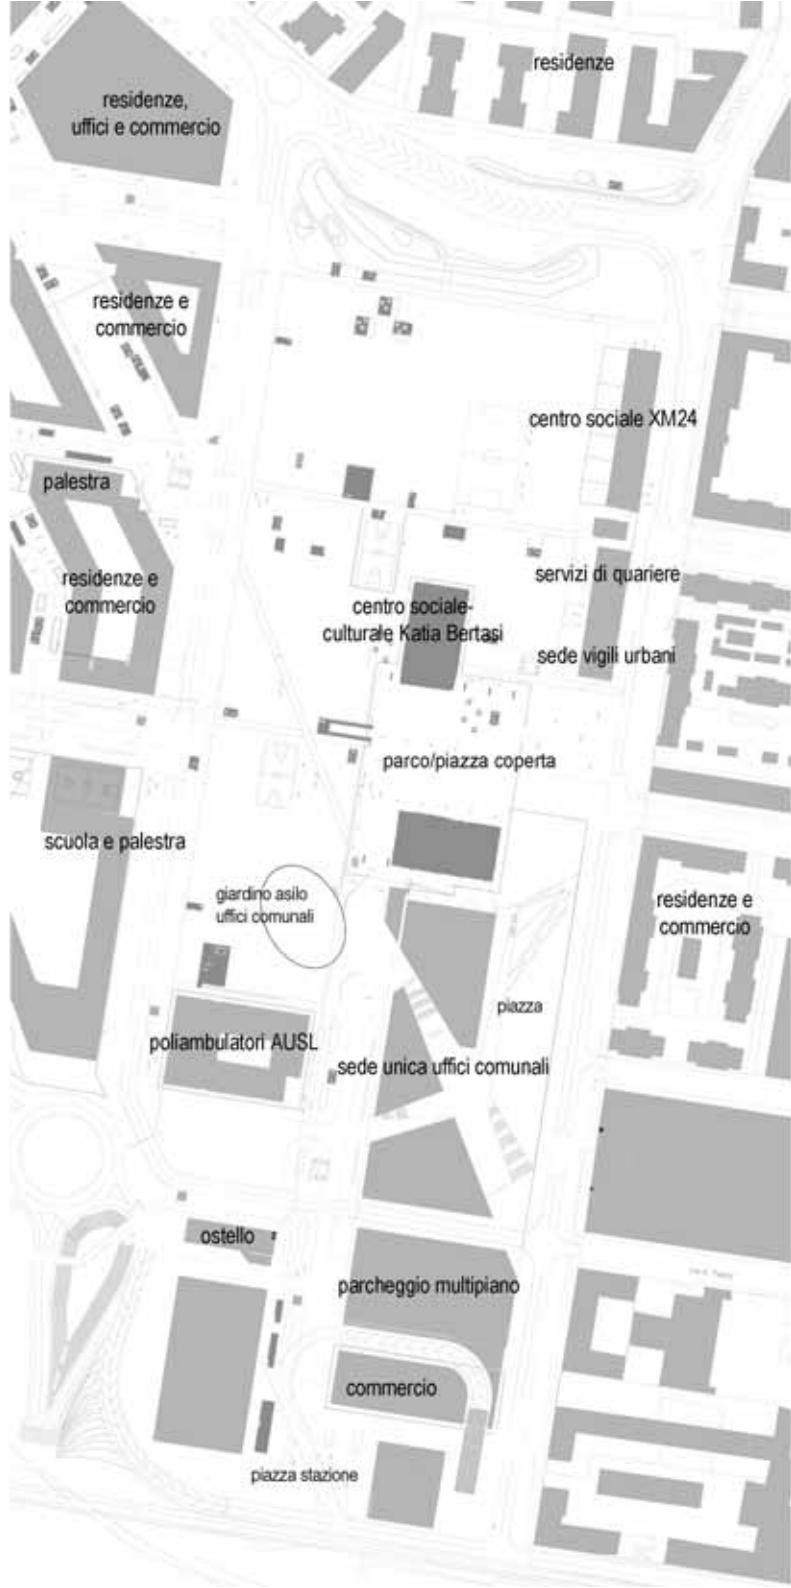 residenze
residenze,
uffici e commercio
residenze e
commercio
centro sociale XM24
palestra
residenze e
commercio
servizi di quariere
centro sociale-
culturale Katia Bertasi
sede vigili urbani
parco/piazza coperta
scuola e palestra
giardino asilo
uffici comunali
residenze e
commercio
piazza
poliambulatori AUSL
sede unica uffici comunali
ostello
parcheggio multipiano
commercio
piazza stazione